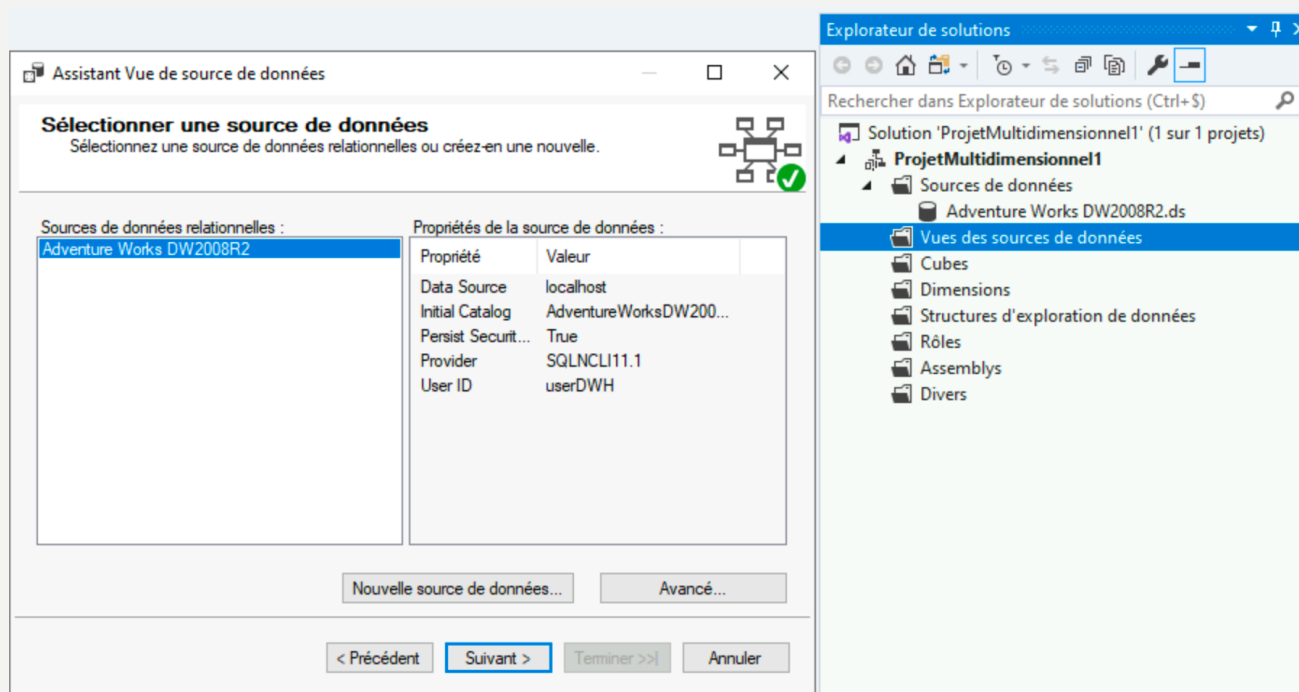 Assistant Vue de source de données
Sélectionner une source de données
Sélectionnez une source de données relationnelles ou créez-en une nouvelle.
Sources de données relationnelles :
Adventure Works DW2008R2
Propriétés de la source de données :
Propriété Valeur
Data Source localhost
Initial Catalog AdventureWorksDW200...
Persist Securit... True
Provider SQLNCLI11.1
User ID userDWH
Nouvelle source de données...
Avancé...
< Précédent
Suivant >
Terminer >>|
Annuler
Explorateur de solutions
Rechercher dans Explorateur de solutions (Ctrl+$)
Solution 'ProjetMultidimensionnel1' (1 sur 1 projets)
ProjetMultidimensionnel1
Sources de données
Adventure Works DW2008R2.ds
Vues des sources de données
Cubes
Dimensions
Structures d'exploration de données
Rôles
Assemblys
Divers